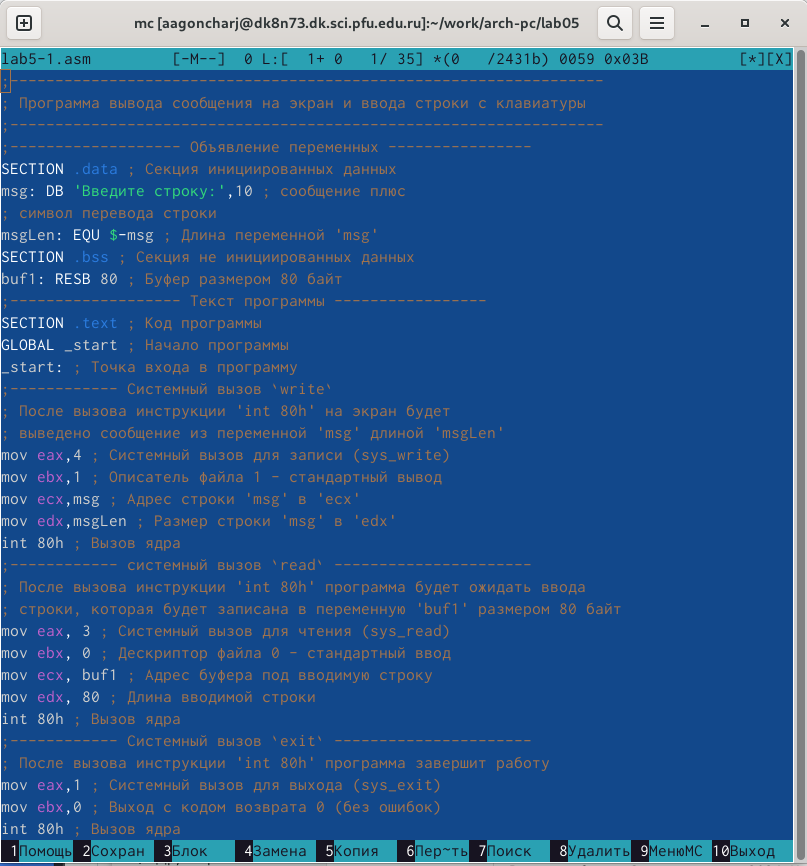 mc [aagoncharj@dk8n73.dk.sci.pfu.edu.ru]:~/work/arch-pc/lab05
lab5-1.asm [-M--] 0 L:[ 1+ 0 1/ 35] *(0 /2431b) 0059 0x03B [*][X]
;------------------------------------------------------------------
; Программа вывода сообщения на экран и ввода строки с клавиатуры
;------------------------------------------------------------------
;------------------- Объявление переменных ----------------
SECTION .data ; Секция инициированных данных
msg: DB 'Введите строку:',10 ; сообщение плюс
; символ перевода строки
msgLen: EQU $-msg ; Длина переменной 'msg'
SECTION .bss ; Секция не инициированных данных
buf1: RESB 80 ; Буфер размером 80 байт
;------------------- Текст программы -----------------
SECTION .text ; Код программы
GLOBAL _start ; Начало программы
_start: ; Точка входа в программу
;------------ Системный вызов `write`
; После вызова инструкции 'int 80h' на экран будет
; выведено сообщение из переменной 'msg' длиной 'msgLen'
mov eax,4 ; Системный вызов для записи (sys_write)
mov ebx,1 ; Описатель файла 1 - стандартный вывод
mov ecx,msg ; Адрес строки 'msg' в 'ecx'
mov edx,msgLen ; Размер строки 'msg' в 'edx'
int 80h ; Вызов ядра
;------------ системный вызов `read` ----------------------
; После вызова инструкции 'int 80h' программа будет ожидать ввода
; строки, которая будет записана в переменную 'buf1' размером 80 байт
mov eax, 3 ; Системный вызов для чтения (sys_read)
mov ebx, 0 ; Дескриптор файла 0 - стандартный ввод
mov ecx, buf1 ; Адрес буфера под вводимую строку
mov edx, 80 ; Длина вводимой строки
int 80h ; Вызов ядра
;------------ Системный вызов `exit` ----------------------
; После вызова инструкции 'int 80h' программа завершит работу
mov eax,1 ; Системный вызов для выхода (sys_exit)
mov ebx,0 ; Выход с кодом возврата 0 (без ошибок)
int 80h ; Вызов ядра
1Помощь 2Сохран 3Блок 4Замена 5Копия 6Пер~ть 7Поиск 8Удалить 9МенюMC 10Выход